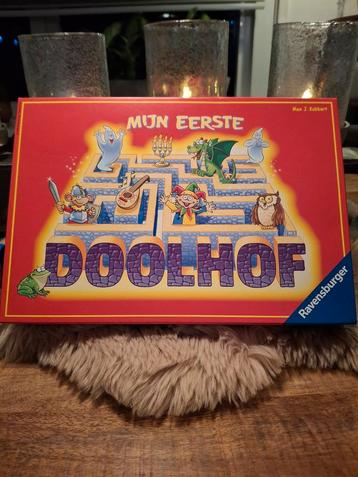 Max J. Kobbert
MIJN EERSTE
DOOLHOF
Ravensburger